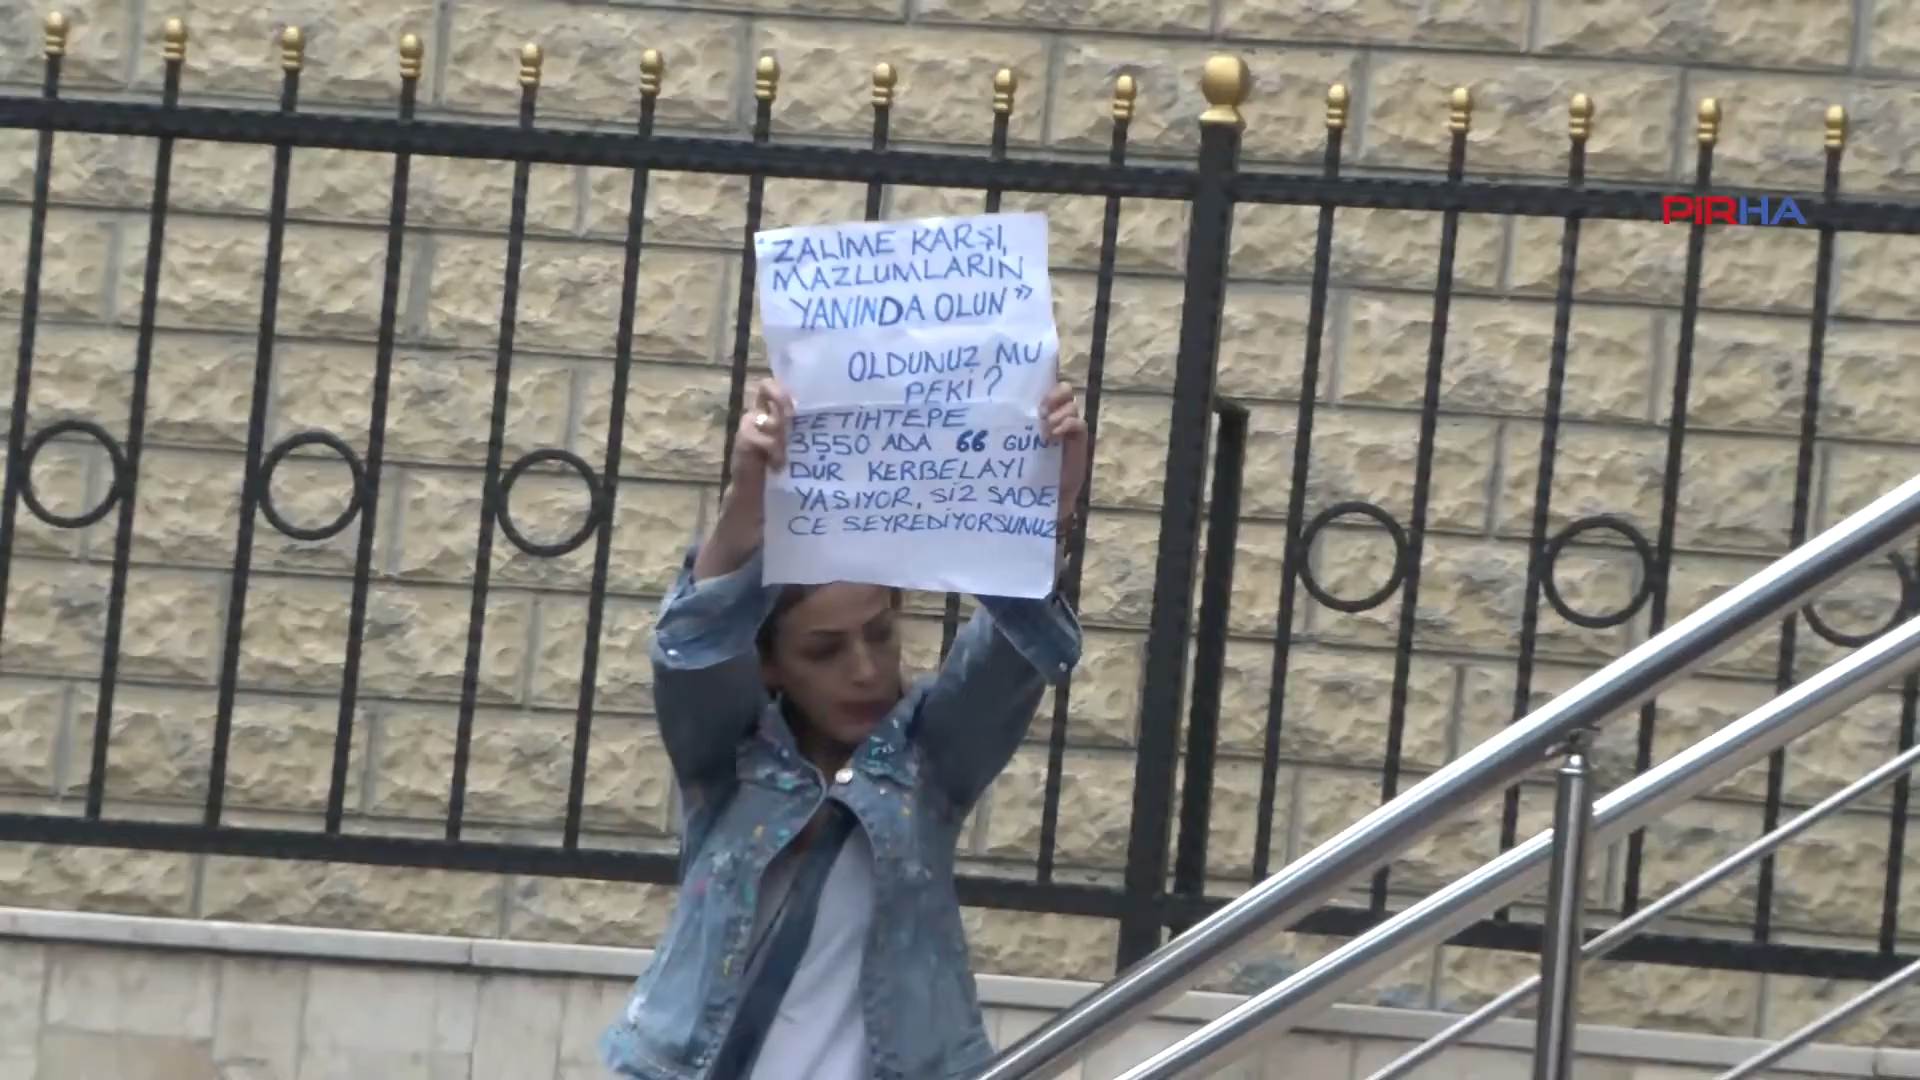 "ZALİME KARŞI,
MAZLUMLARIN
YANINDA OLUN"
OLDUNUZ MU
PEKİ?
FETİHTEPE
3550 ADA 66 GÜN-
DÜR KERBELAYI
YAŞIYOR, SİZ SADE-
CE SEYREDİYORSUNUZ
PİRHA